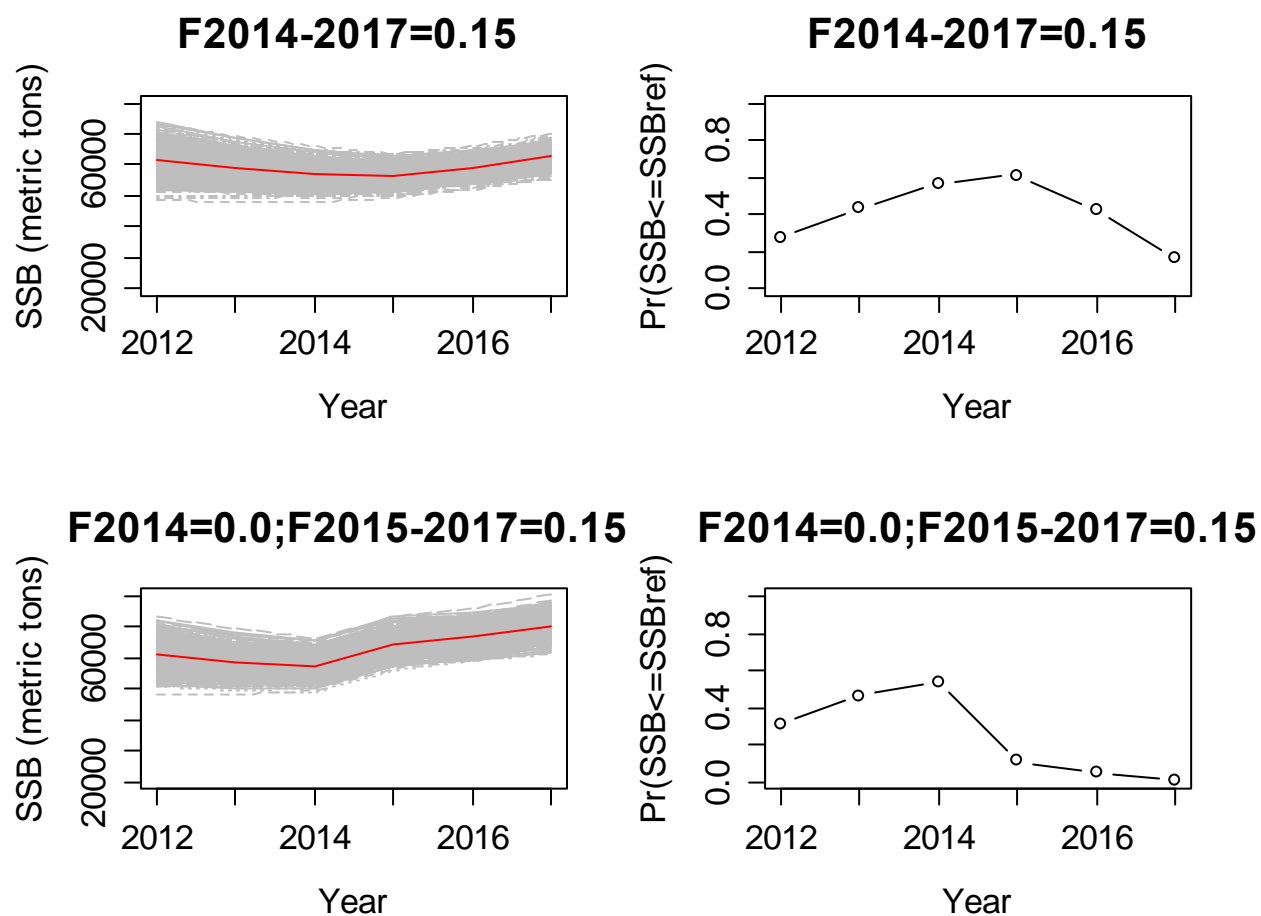 F2014-2017=0.15
SSB (metric tons)
60000
20000
2012 2014 2016
Year
F2014-2017=0.15
Pr(SSB<=SSBref)
0.8
0.4
0.0
2012 2014 2016
Year
F2014=0.0;F2015-2017=0.15
SSB (metric tons)
60000
20000
2012 2014 2016
Year
F2014=0.0;F2015-2017=0.15
Pr(SSB<=SSBref)
0.8
0.4
0.0
2012 2014 2016
Year